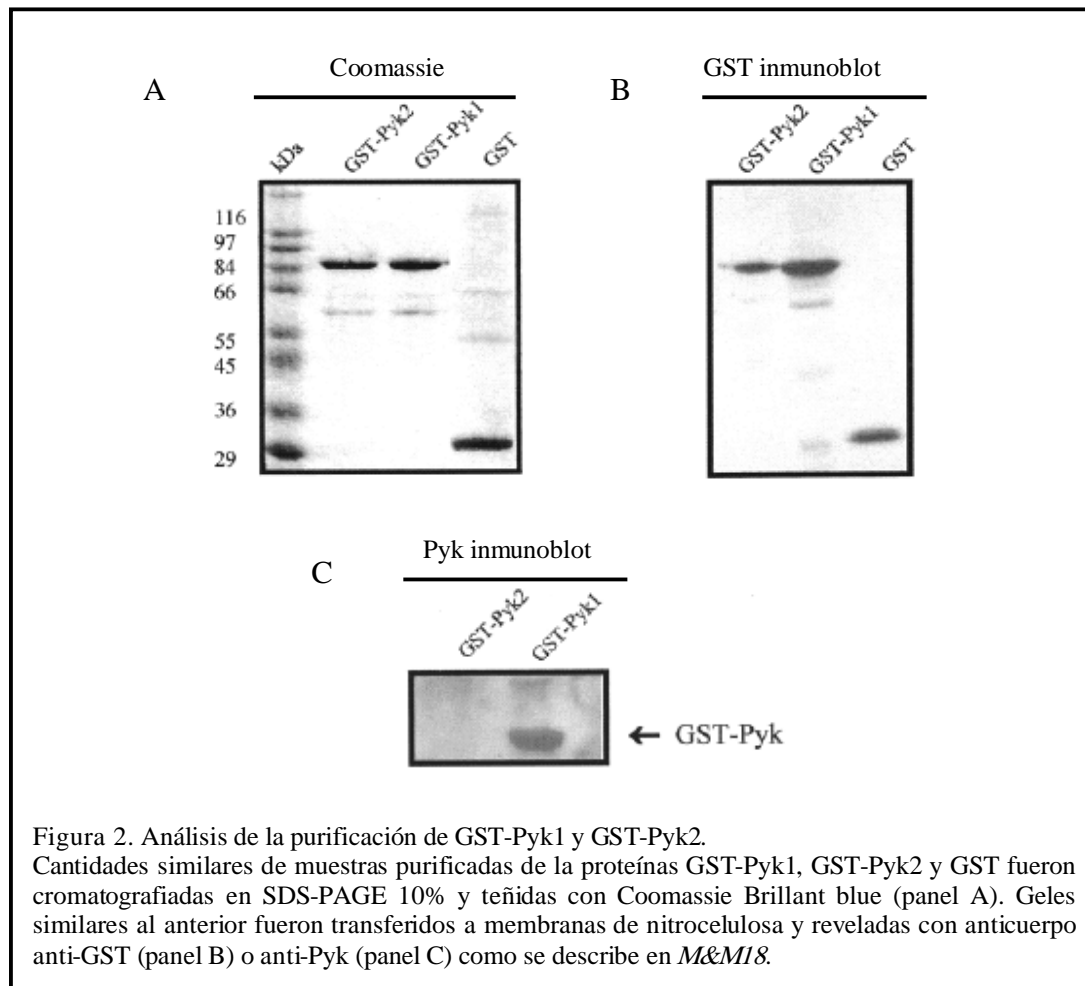 A
Coomassie
kDa
GST-Pyk2
GST-Pyk1
GST
116
97
84
66
55
45
36
29
B
GST inmunoblot
GST-Pyk2
GST-Pyk1
GST
C
Pyk inmunoblot
GST-Pyk2
GST-Pyk1
← GST-Pyk
Figura 2. Análisis de la purificación de GST-Pyk1 y GST-Pyk2.
Cantidades similares de muestras purificadas de la proteínas GST-Pyk1, GST-Pyk2 y GST fueron
cromatografiadas en SDS-PAGE 10% y teñidas con Coomassie Brillant blue (panel A). Geles
similares al anterior fueron transferidos a membranas de nitrocelulosa y reveladas con anticuerpo
anti-GST (panel B) o anti-Pyk (panel C) como se describe en M&M18.